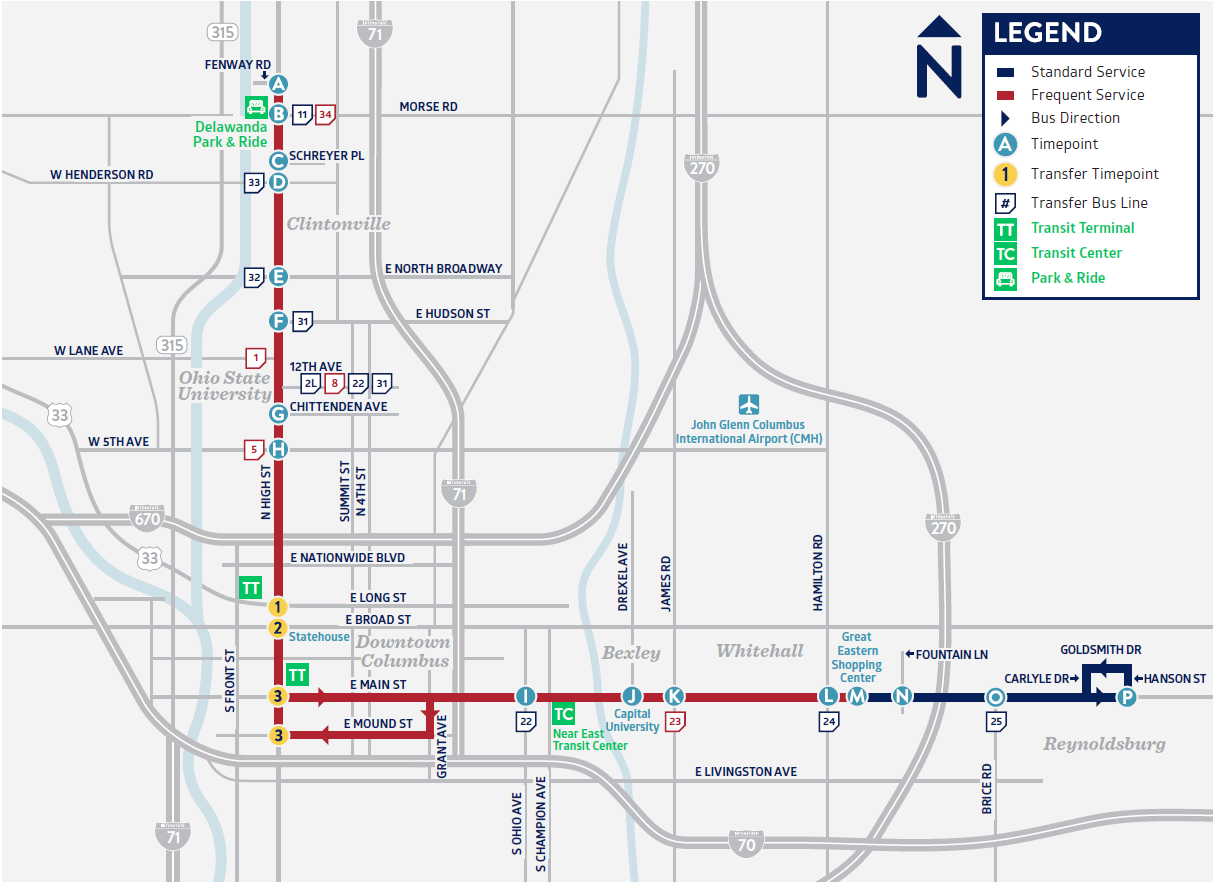 315
71
N
LEGEND
Standard Service
Frequent Service
Bus Direction
A Timepoint
1 Transfer Timepoint
# Transfer Bus Line
TT Transit Terminal
TC Transit Center
Park & Ride
FENWAY RD
A
B
11
34
MORSE RD
Delawanda
Park & Ride
C
SCHREYER PL
270
W HENDERSON RD
33
D
Clintonville
32
E
E NORTH BROADWAY
F
31
E HUDSON ST
315
W LANE AVE
1
12TH AVE
Ohio State
University
2L
8
22
31
G
CHITTENDEN AVE
33
John Glenn Columbus
International Airport (CMH)
W 5TH AVE
5
H
N HIGH ST
SUMMIT ST
N 4TH ST
71
670
270
33
E NATIONWIDE BLVD
DREXEL AVE
JAMES RD
HAMILTON RD
TT
1
E LONG ST
2
E BROAD ST
Statehouse
Downtown
Columbus
Bexley
Whitehall
Great
Eastern
Shopping
Center
FOUNTAIN LN
GOLDSMITH DR
CARLYLE DR
HANSON ST
S FRONT ST
TT
3
E MAIN ST
I
J
K
L
M
N
O
P
22
TC
Near East
Transit Center
Capital
University
23
24
25
3
E MOUND ST
GRANT AVE
Reynoldsburg
E LIVINGSTON AVE
S OHIO AVE
S CHAMPION AVE
BRICE RD
71
70